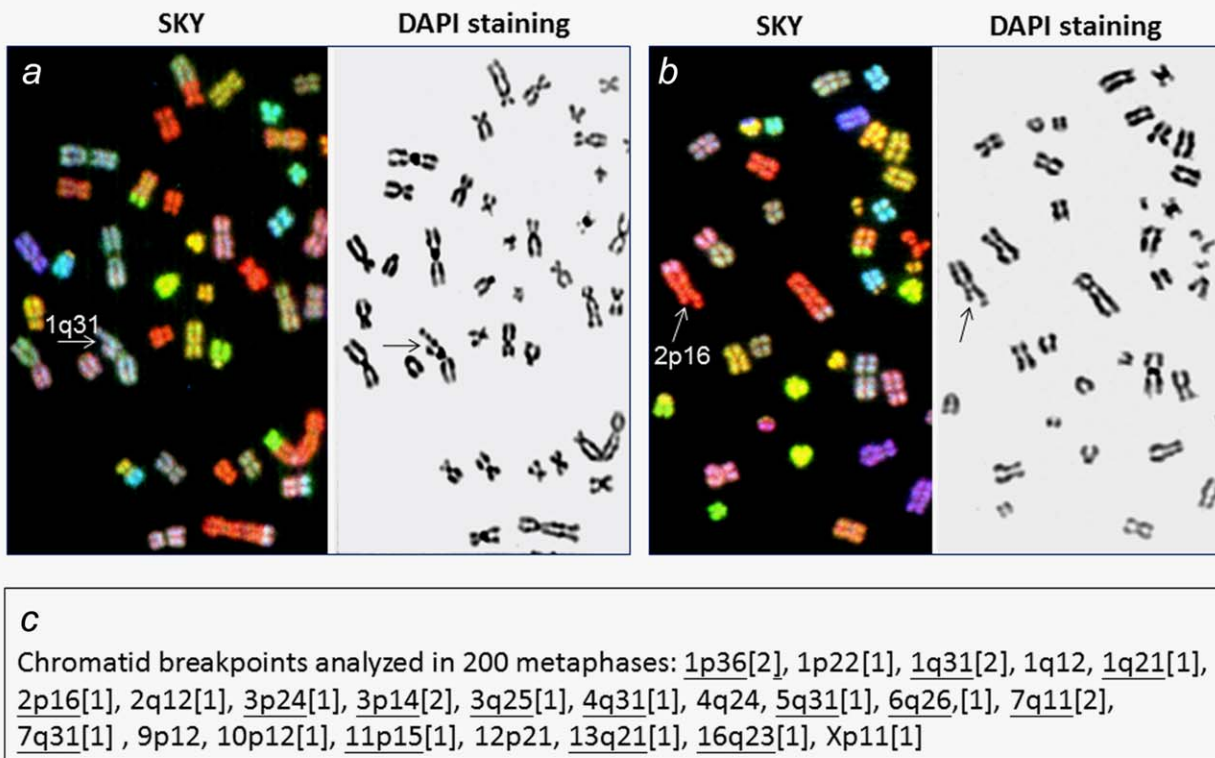 SKY
DAPI staining
SKY
DAPI staining
a
b
1q31
2p16
c
Chromatid breakpoints analyzed in 200 metaphases: 1p36[2], 1p22[1], 1q31[2], 1q12, 1q21[1],
2p16[1], 2q12[1], 3p24[1], 3p14[2], 3q25[1], 4q31[1], 4q24, 5q31[1], 6q26,[1], 7q11[2],
7q31[1] , 9p12, 10p12[1], 11p15[1], 12p21, 13q21[1], 16q23[1], Xp11[1]